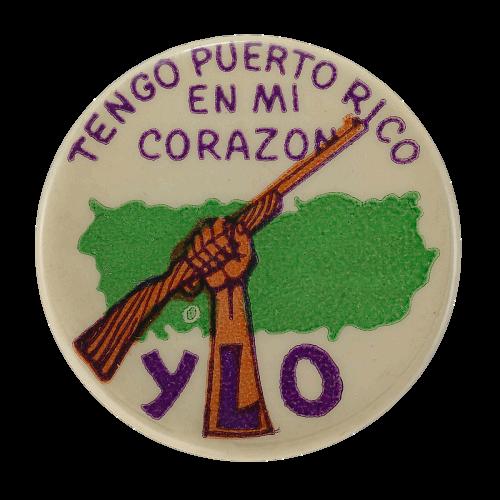 TENGO PUERTO RICO
EN MI
CORAZON
YLO